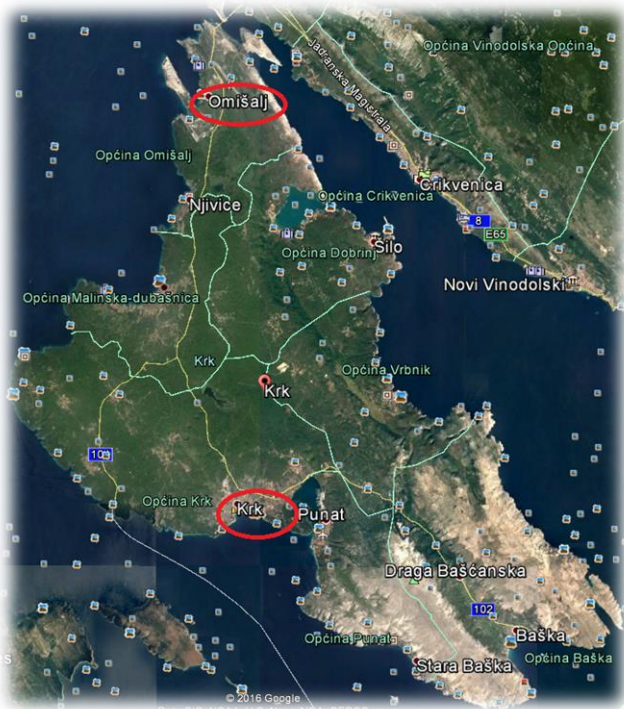 Općina Vinodolska Općina
Jadranska Magistrala
Omišalj
Općina Omišalj
Crikvenica
Općina Crikvenica
Njivice
8
E65
Šilo
Općina Dobrinj
Novi Vinodolski
Općina Malinska-dubašnica
Krk
Općina Vrbnik
Krk
Općina Krk
Krk
Punat
Draga Bašćanska
102
Baška
Općina Punat
Stara Baška
Općina Baška
© 2016 Google